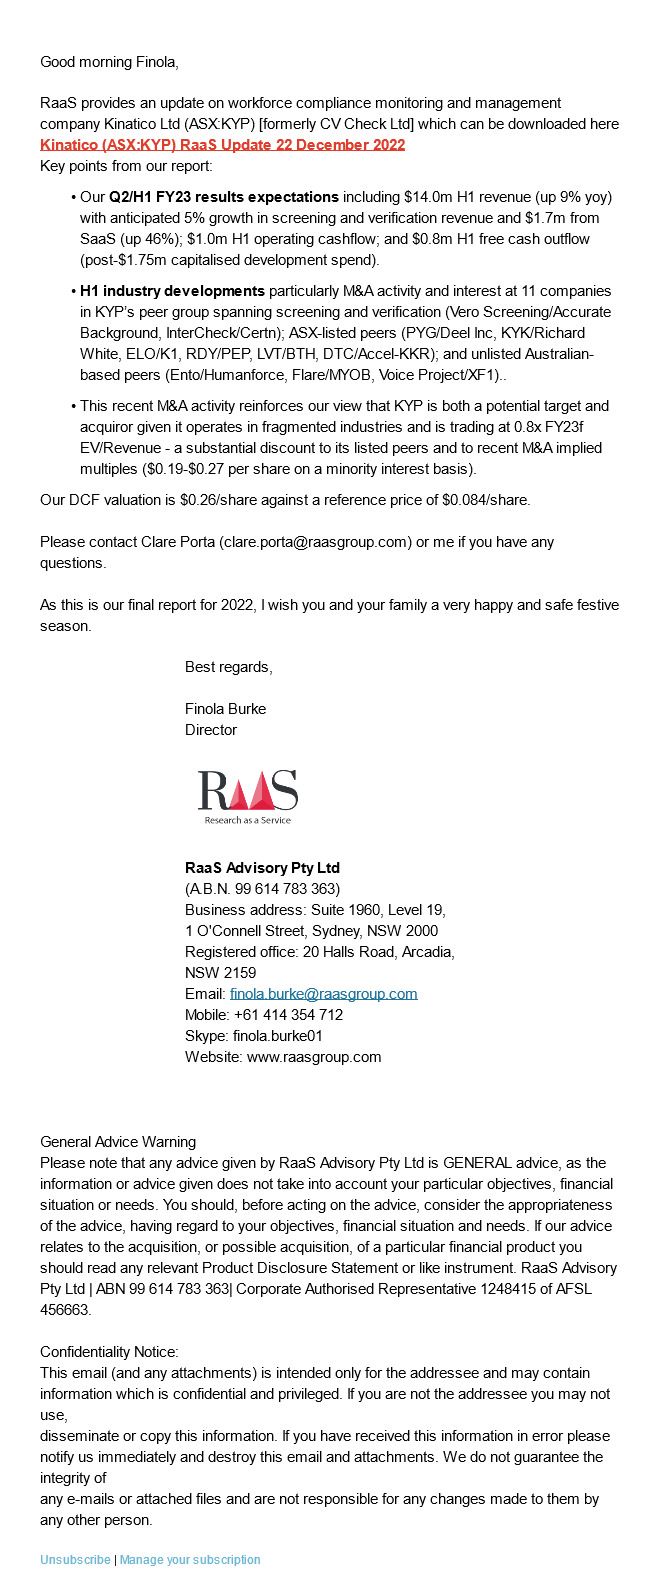 Good morning Finola,
RaaS provides an update on workforce compliance monitoring and management
company Kinatico Ltd (ASX:KYP) [formerly CV Check Ltd] which can be downloaded here
Kinatico (ASX:KYP) RaaS Update 22 December 2022
Key points from our report:
• Our Q2/H1 FY23 results expectations including $14.0m H1 revenue (up 9% yoy)
with anticipated 5% growth in screening and verification revenue and $1.7m from
SaaS (up 46%); $1.0m H1 operating cashflow; and $0.8m H1 free cash outflow
(post-$1.75m capitalised development spend).
• H1 industry developments particularly M&A activity and interest at 11 companies
in KYP's peer group spanning screening and verification (Vero Screening/Accurate
Background, InterCheck/Certn); ASX-listed peers (PYG/Deel Inc, KYK/Richard
White, ELO/K1, RDY/PEP, LVT/BTH, DTC/Accel-KKR); and unlisted Australian-
based peers (Ento/Humanforce, Flare/MYOB, Voice Project/XF1)..
• This recent M&A activity reinforces our view that KYP is both a potential target and
acquiror given it operates in fragmented industries and is trading at 0.8x FY23f
EV/Revenue - a substantial discount to its listed peers and to recent M&A implied
multiples ($0.19-$0.27 per share on a minority interest basis).
Our DCF valuation is $0.26/share against a reference price of $0.084/share.
Please contact Clare Porta (clare.porta@raasgroup.com) or me if you have any
questions.
As this is our final report for 2022, I wish you and your family a very happy and safe festive
season.
Best regards,
Finola Burke
Director
RAAS
Research as a Service
RaaS Advisory Pty Ltd
(A.B.N. 99 614 783 363)
Business address: Suite 1960, Level 19,
1 O'Connell Street, Sydney, NSW 2000
Registered office: 20 Halls Road, Arcadia,
NSW 2159
Email: finola.burke@raasgroup.com
Mobile: +61 414 354 712
Skype: finola.burke01
Website: www.raasgroup.com
General Advice Warning
Please note that any advice given by RaaS Advisory Pty Ltd is GENERAL advice, as the
information or advice given does not take into account your particular objectives, financial
situation or needs. You should, before acting on the advice, consider the appropriateness
of the advice, having regard to your objectives, financial situation and needs. If our advice
relates to the acquisition, or possible acquisition, of a particular financial product you
should read any relevant Product Disclosure Statement or like instrument. RaaS Advisory
Pty Ltd | ABN 99 614 783 363| Corporate Authorised Representative 1248415 of AFSL
456663.
Confidentiality Notice:
This email (and any attachments) is intended only for the addressee and may contain
information which is confidential and privileged. If you are not the addressee you may not
use,
disseminate or copy this information. If you have received this information in error please
notify us immediately and destroy this email and attachments. We do not guarantee the
integrity of
any e-mails or attached files and are not responsible for any changes made to them by
any other person.
Unsubscribe | Manage your subscription